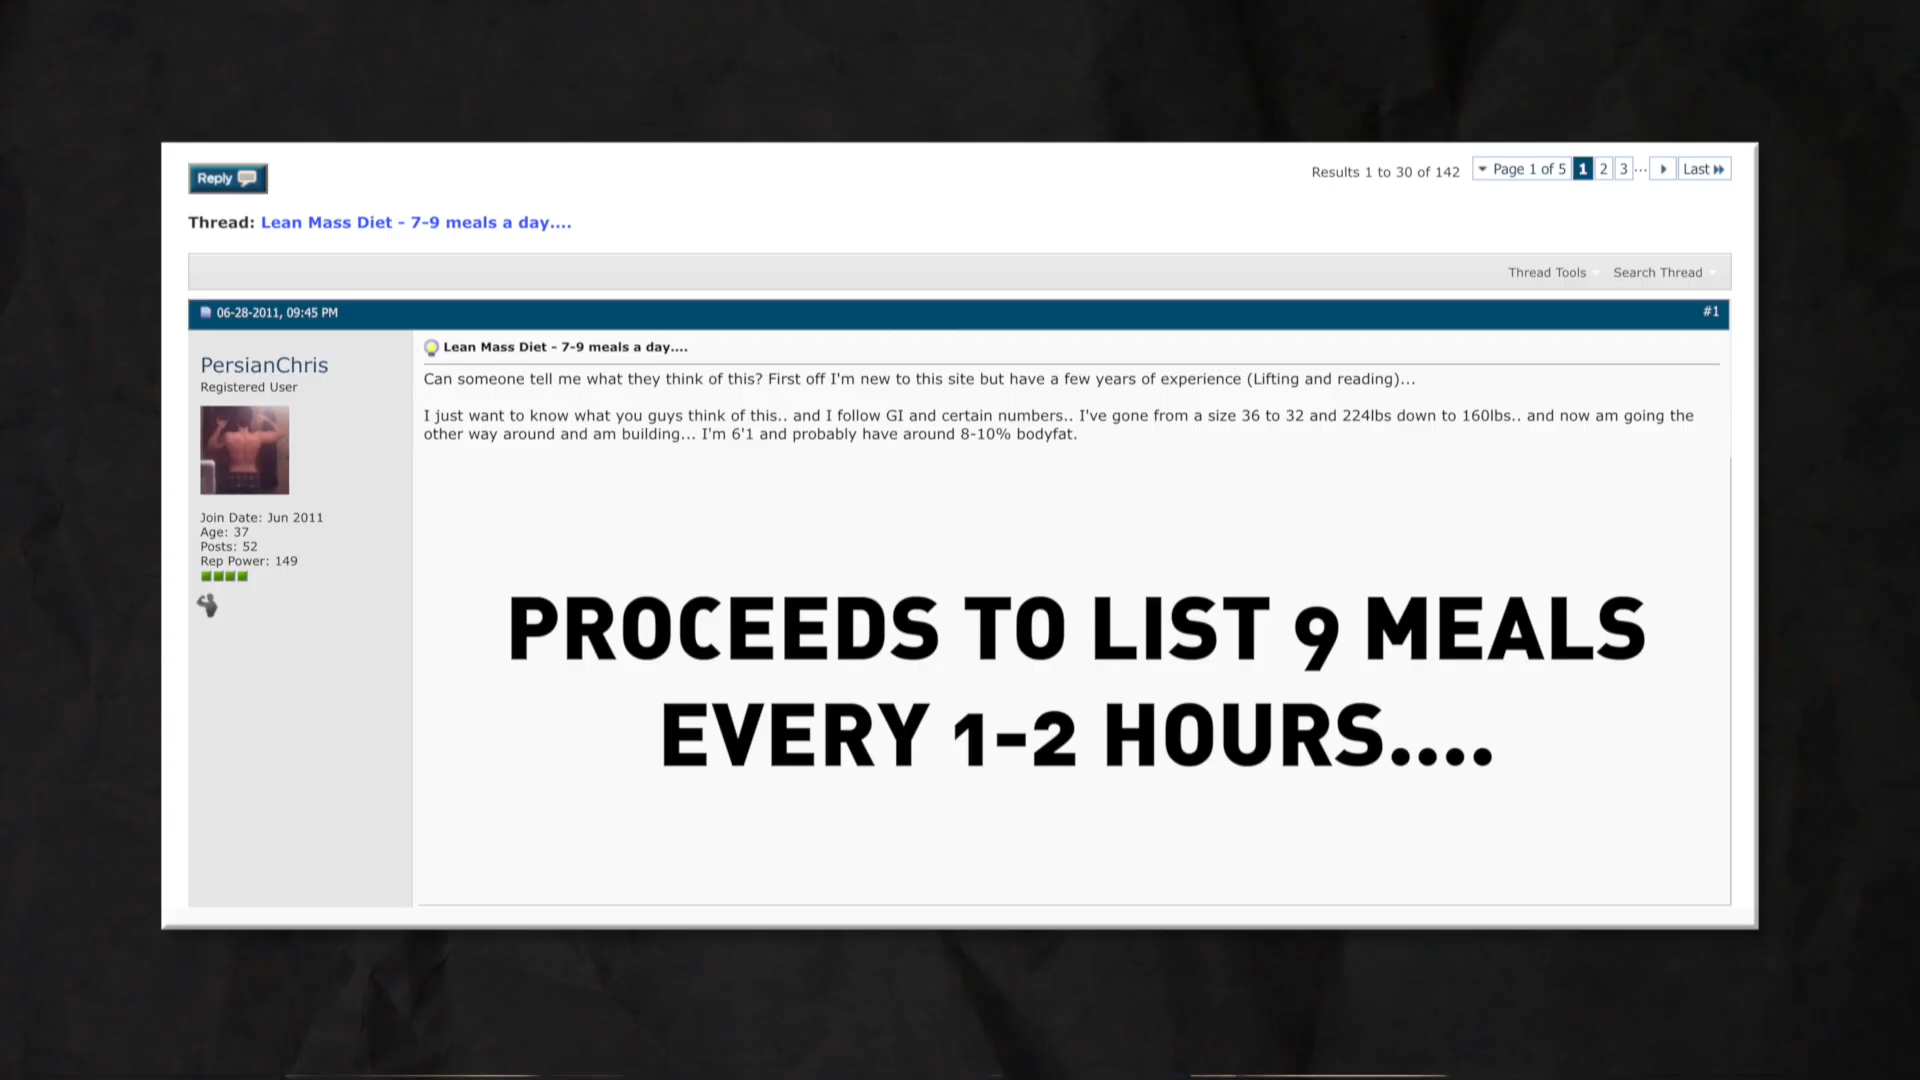 Reply
Results 1 to 30 of 142
Page 1 of 5 1 2 3 ... Last
Thread: Lean Mass Diet - 7-9 meals a day....
Thread Tools Search Thread
06-28-2011, 09:45 PM #1
PersianChris
Registered User
Join Date: Jun 2011
Age: 37
Posts: 52
Rep Power: 149
Lean Mass Diet - 7-9 meals a day....
Can someone tell me what they think of this? First off I'm new to this site but have a few years of experience (Lifting and reading)...
I just want to know what you guys think of this.. and I follow GI and certain numbers.. I've gone from a size 36 to 32 and 224lbs down to 160lbs.. and now am going the
other way around and am building... I'm 6'1 and probably have around 8-10% bodyfat.
PROCEEDS TO LIST 9 MEALS
EVERY 1-2 HOURS....